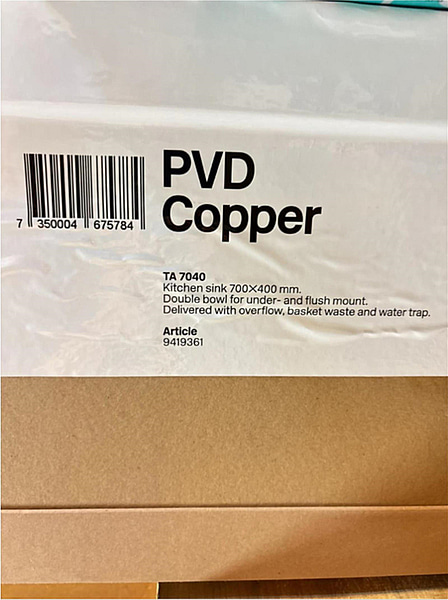 PVD
Copper
7 350004 675784
TA 7040
Kitchen sink 700×400 mm.
Double bowl for under- and flush mount.
Delivered with overflow, basket waste and water trap.
Article
9419361